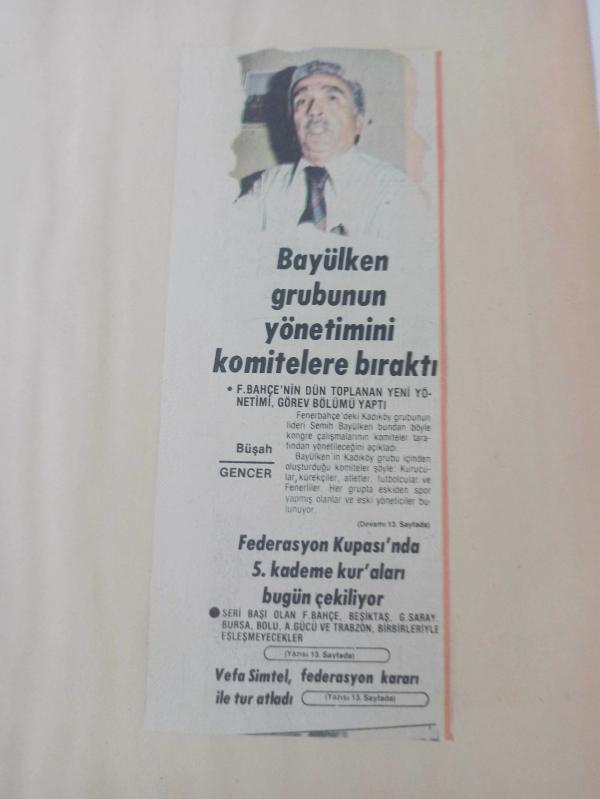 Bayülken
grubunun
yönetimini
komitelere bıraktı
• F.BAHÇE'NİN DÜN TOPLANAN YENİ YÖ-
NETİMİ, GÖREV BÖLÜMÜ YAPTI
Büşah
GENCER
Fenerbahçe'deki Kadıköy grubunun
lideri Semih Bayülken bundan böyle
kongre çalışmalarının komiteler tara-
fından yönetileceğini açıkladı.
Bayülken'in Kadıköy grubu içinden
oluşturduğu komiteler şöyle: Kurucu-
lar, kürekçiler, atletler, futbolcular ve
Fenerliler. Her grupta eskiden spor
yapmış olanlar ve eski yöneticiler bu-
lunuyor.
(Devamı 13. Sayfada)
Federasyon Kupası'nda
5. kademe kur'aları
bugün çekiliyor
● SERİ BAŞI OLAN F.BAHÇE, BEŞİKTAŞ, G.SARAY,
BURSA, BOLU, A.GÜCÜ VE TRABZON, BİRBİRLERİYLE
EŞLEŞMEYECEKLER
(Yazısı 13. Sayfada)
Vefa Simtel, federasyon kararı
ile tur atladı (Yazısı 13. Sayfada)